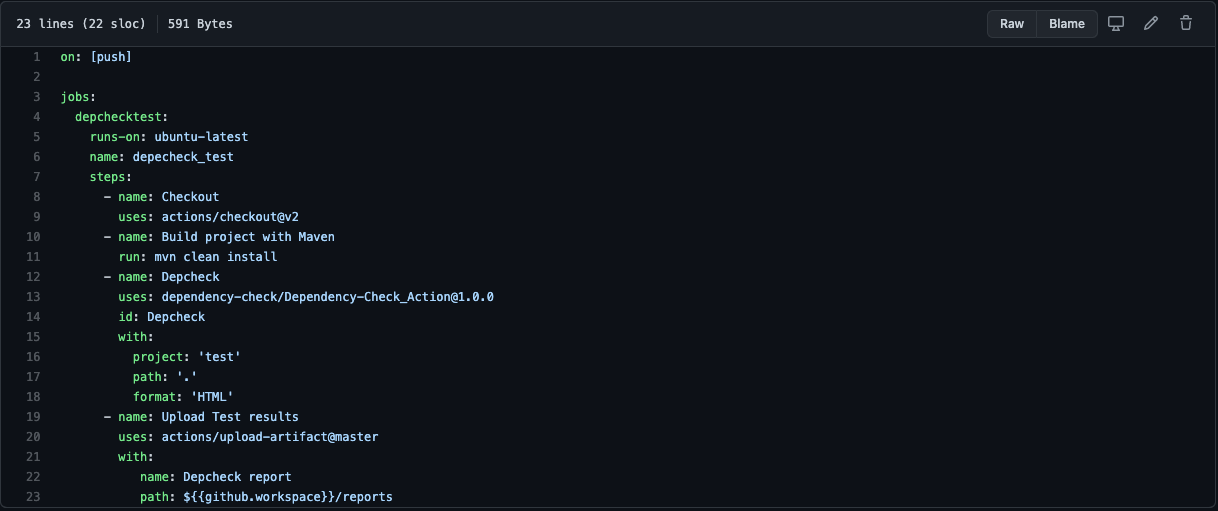 23 lines (22 sloc) 591 Bytes Raw Blame
1 on: [push]
2
3 jobs:
4   depchecktest:
5     runs-on: ubuntu-latest
6     name: depecheck_test
7     steps:
8       - name: Checkout
9         uses: actions/checkout@v2
10       - name: Build project with Maven
11         run: mvn clean install
12       - name: Depcheck
13         uses: dependency-check/Dependency-Check_Action@1.0.0
14         id: Depcheck
15         with:
16           project: 'test'
17           path: '.'
18           format: 'HTML'
19       - name: Upload Test results
20         uses: actions/upload-artifact@master
21         with:
22            name: Depcheck report
23            path: ${{github.workspace}}/reports